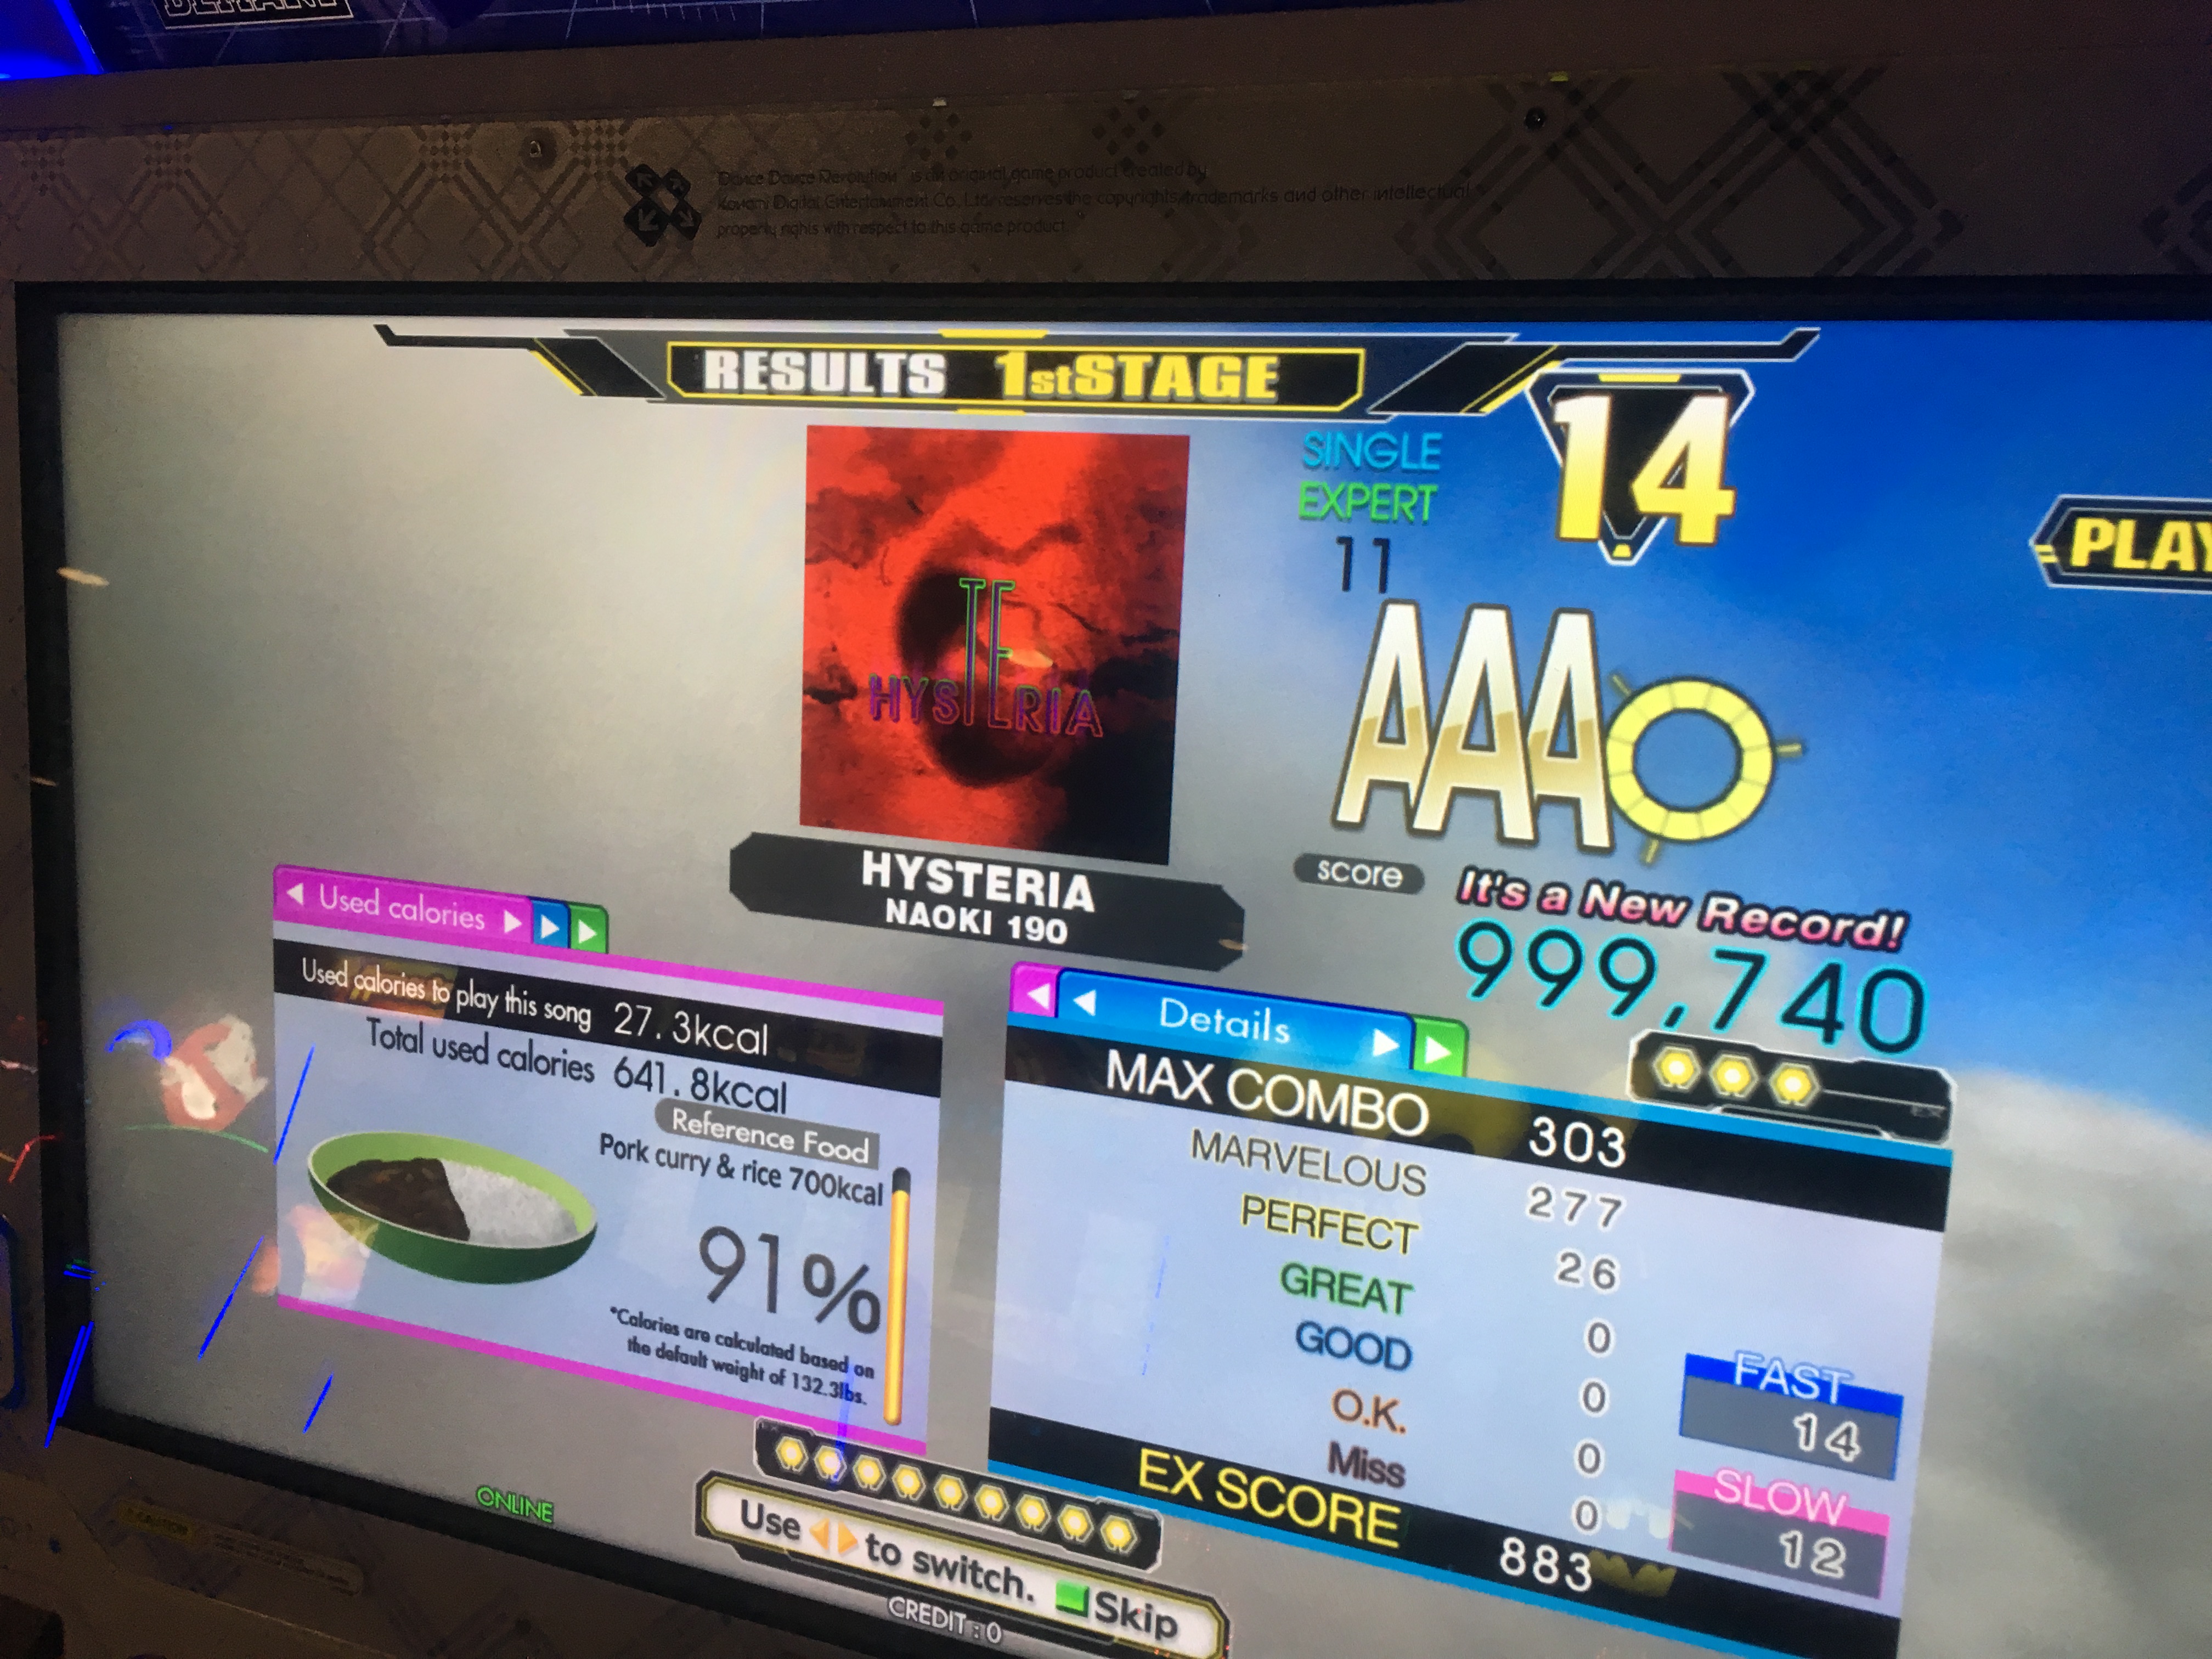 "Dance Dance Revolution" is an original game product created by
Konami Digital Entertainment Co., Ltd. reserves the copyrights, trademarks and other intellectual
property rights with respect to this game product.
RESULTS 1stSTAGE
SINGLE
EXPERT
11
14
PLAY
HYSTERIA
AAA
HYSTERIA
NAOKI 190
score
It's a New Record!
999,740
Used calories
Used calories to play this song 27.3kcal
Total used calories 641.8kcal
Reference Food
Pork curry & rice 700kcal
91%
*Calories are calculated based on
the default weight of 132.3lbs.
Details
EX
MAX COMBO 303
MARVELOUS 277
PERFECT 26
GREAT 0
GOOD 0
O.K. 0
Miss 0
EX SCORE 883
FAST
14
SLOW
12
ONLINE
Use to switch. Skip
CREDIT : 0